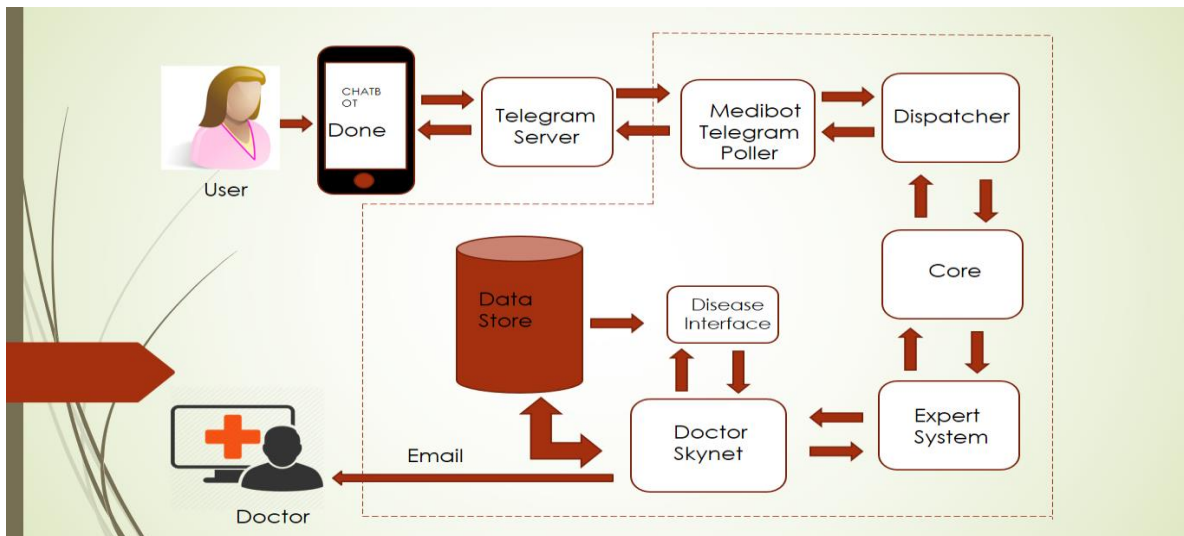 CHATB
OT
Done
User
Telegram
Server
Medibot
Telegram
Poller
Dispatcher
Core
Data
Store
Disease
Interface
Doctor
Skynet
Expert
System
Email
Doctor